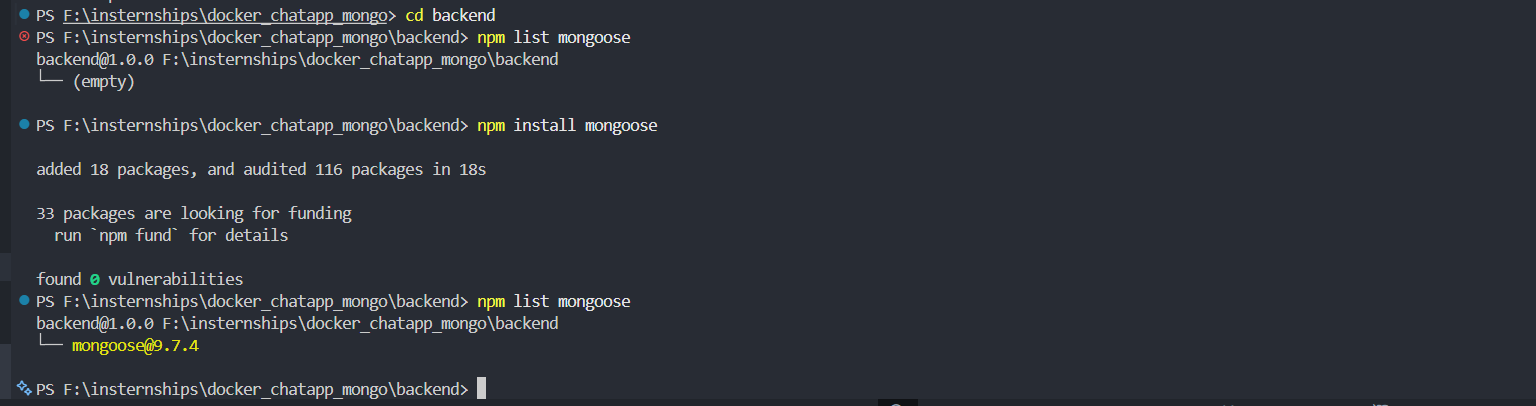 PS F:\insternships\docker_chatapp_mongo> cd backend
PS F:\insternships\docker_chatapp_mongo\backend> npm list mongoose
backend@1.0.0 F:\insternships\docker_chatapp_mongo\backend
└── (empty)
PS F:\insternships\docker_chatapp_mongo\backend> npm install mongoose
added 18 packages, and audited 116 packages in 18s
33 packages are looking for funding
run `npm fund` for details
found 0 vulnerabilities
PS F:\insternships\docker_chatapp_mongo\backend> npm list mongoose
backend@1.0.0 F:\insternships\docker_chatapp_mongo\backend
└── mongoose@9.7.4
PS F:\insternships\docker_chatapp_mongo\backend>